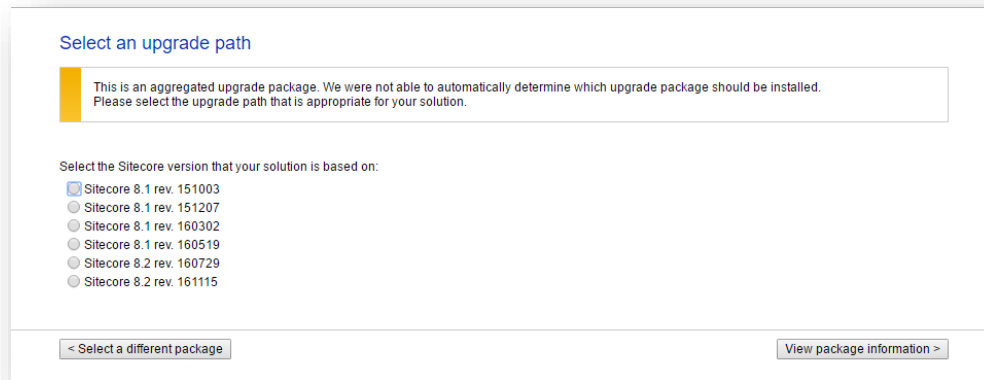 Select an upgrade path
This is an aggregated upgrade package. We were not able to automatically determine which upgrade package should be installed.
Please select the upgrade path that is appropriate for your solution.
Select the Sitecore version that your solution is based on:
Sitecore 8.1 rev. 151003
Sitecore 8.1 rev. 151207
Sitecore 8.1 rev. 160302
Sitecore 8.1 rev. 160519
Sitecore 8.2 rev. 160729
Sitecore 8.2 rev. 161115
< Select a different package
View package information >